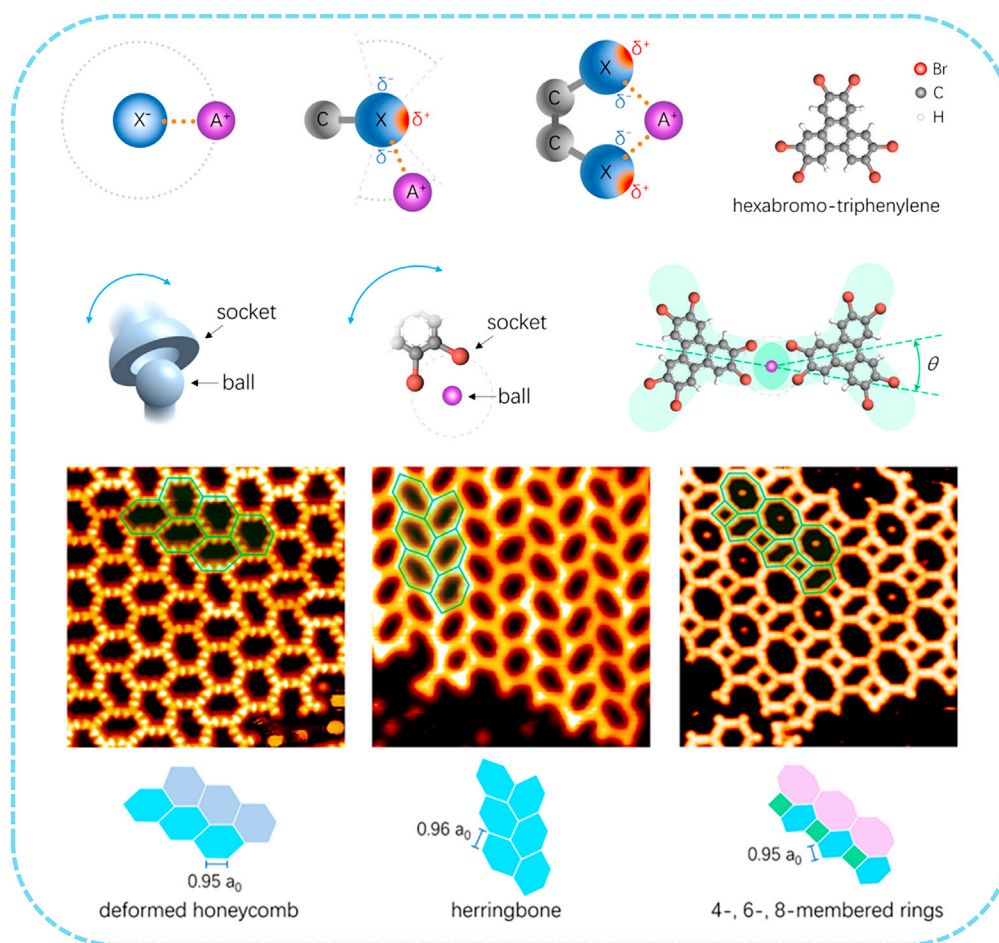 X⁻ A⁺
C X A⁺ δ⁻ δ⁻ δ⁺
C C X X A⁺ δ⁻ δ⁻ δ⁺ δ⁺
Br
C
H
hexabromo-triphenylene
socket
ball
socket
ball
θ
0.95 a₀
deformed honeycomb
0.96 a₀
herringbone
0.95 a₀
4-, 6-, 8-membered rings